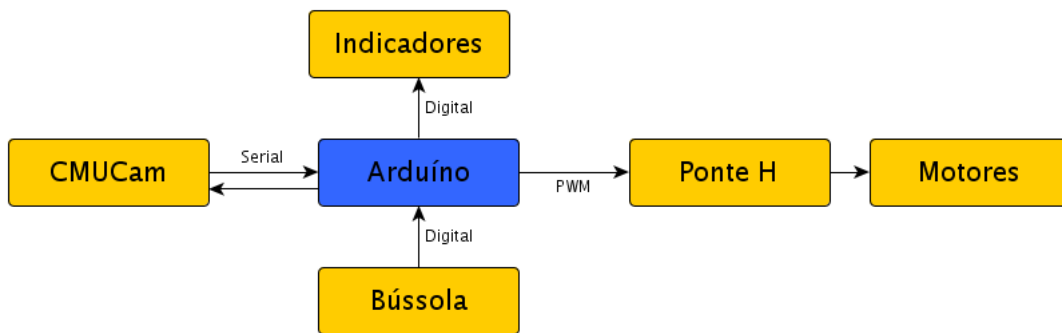 Indicadores
Digital
CMUCam
Serial
Arduíno
PWM
Ponte H
Motores
Digital
Bússola